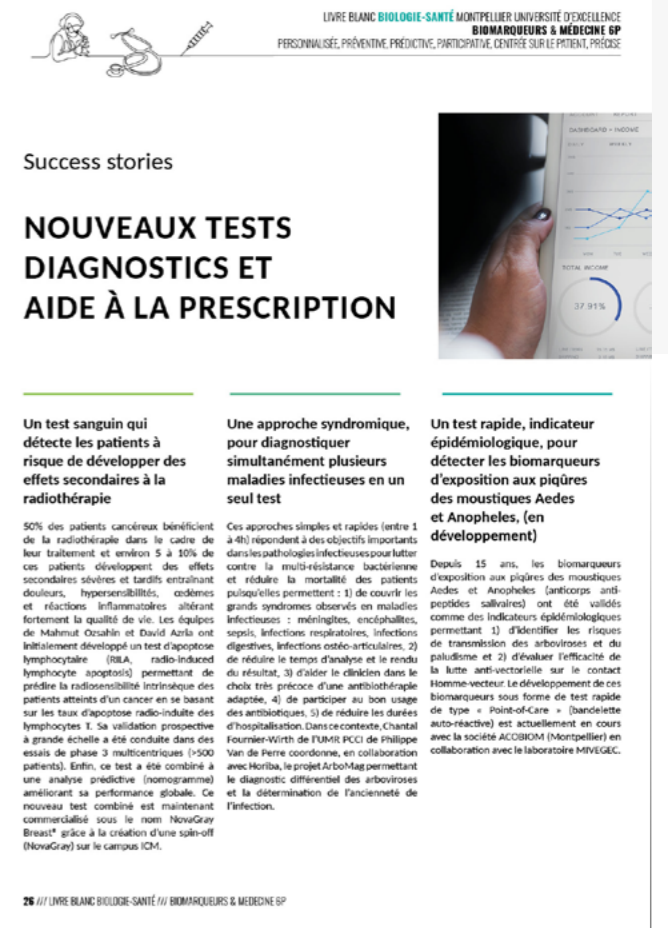 LIVRE BLANC BIOLOGIE-SANTÉ MONTPELLIER UNIVERSITÉ D'EXCELLENCE
BIOMARQUEURS & MÉDECINE 6P
PERSONNALISÉE, PRÉVENTIVE, PRÉDICTIVE, PARTICIPATIVE, CENTRÉE SUR LE PATIENT, PRÉCISE
Success stories
NOUVEAUX TESTS
DIAGNOSTICS ET
AIDE À LA PRESCRIPTION
DASHBOARD • INCOME
TOTAL INCOME
37.91%
Un test sanguin qui
détecte les patients à
risque de développer des
effets secondaires à la
radiothérapie
50% des patients cancéreux bénéficient
de la radiothérapie dans le cadre de
leur traitement et environ 5 à 10% de
ces patients développent des effets
secondaires sévères et tardifs entraînant
douleurs, hypersensibilités, œdèmes
et réactions inflammatoires altérant
fortement la qualité de vie. Les équipes
de Mahmut Ozsahin et David Azria ont
initialement développé un test d'apoptose
lymphocytaire (RILA, radio-induced
lymphocyte apoptosis) permettant de
prédire la radiosensibilité intrinsèque des
patients atteints d'un cancer en se basant
sur les taux d'apoptose radio-induite des
lymphocytes T. Sa validation prospective
à grande échelle a été conduite dans des
essais de phase 3 multicentriques (>500
patients). Enfin, ce test a été combiné à
une analyse prédictive (nomogramme)
améliorant sa performance globale. Ce
nouveau test combiné est maintenant
commercialisé sous le nom NovaGray
Breast® grâce à la création d'une spin-off
(NovaGray) sur le campus ICM.
Une approche syndromique,
pour diagnostiquer
simultanément plusieurs
maladies infectieuses en un
seul test
Ces approches simples et rapides (entre 1
à 4h) répondent à des objectifs importants
dans les pathologies infectieuses pour lutter
contre la multi-résistance bactérienne
et réduire la mortalité des patients
puisqu'elles permettent : 1) de couvrir les
grands syndromes observés en maladies
infectieuses : méningites, encéphalites,
sepsis, infections respiratoires, infections
digestives, infections ostéo-articulaires, 2)
de réduire le temps d'analyse et le rendu
du résultat, 3) d'aider le clinicien dans le
choix très précoce d'une antibiothérapie
adaptée, 4) de participer au bon usage
des antibiotiques, 5) de réduire les durées
d'hospitalisation. Dans ce contexte, Chantal
Fournier-Wirth de l'UMR PCCI de Philippe
Van de Perre coordonne, en collaboration
avec Horiba, le projet ArboMag permettant
le diagnostic différentiel des arboviroses
et la détermination de l'ancienneté de
l'infection.
Un test rapide, indicateur
épidémiologique, pour
détecter les biomarqueurs
d'exposition aux piqûres
des moustiques Aedes
et Anopheles, (en
développement)
Depuis 15 ans, les biomarqueurs
d'exposition aux piqûres des moustiques
Aedes et Anopheles (anticorps anti-
peptides salivaires) ont été validés
comme des indicateurs épidémiologiques
permettant 1) d'identifier les risques
de transmission des arboviroses et du
paludisme et 2) d'évaluer l'efficacité de
la lutte anti-vectorielle sur le contact
Homme-vecteur. Le développement de ces
biomarqueurs sous forme de test rapide
de type « Point-of-Care » (bandelette
auto-réactive) est actuellement en cours
avec la société ACOBIOM (Montpellier) en
collaboration avec le laboratoire MIVEGEC.
26 /// LIVRE BLANC BIOLOGIE-SANTÉ /// BIOMARQUEURS & MEDECINE 6P